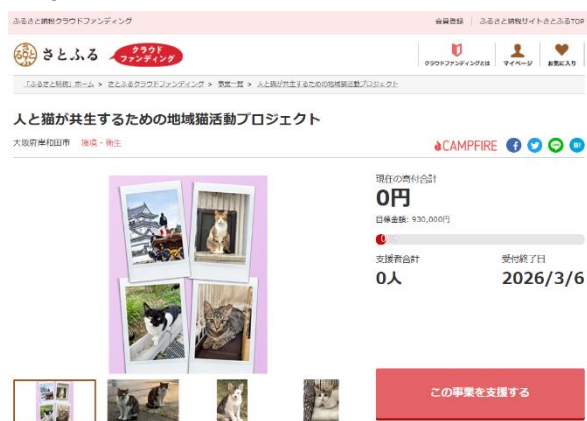 ふるさと納税クラウドファンディング
会員登録 ふるさと納税サイトさとふるTOP
さとふる クラウドファンディング
クラウドファンディングとは マイページ お気に入り
「ふるさと納税」ホーム > さとふるクラウドファンディング > 事業一覧 > 人と猫が共生するための地域猫活動プロジェクト
人と猫が共生するための地域猫活動プロジェクト
大阪府岸和田市 環境・衛生
CAMPFIRE
現在の寄付合計
0円
目標金額: 930,000円
0%
支援者合計 受付終了日
0人 2026/3/6
この事業を支援する